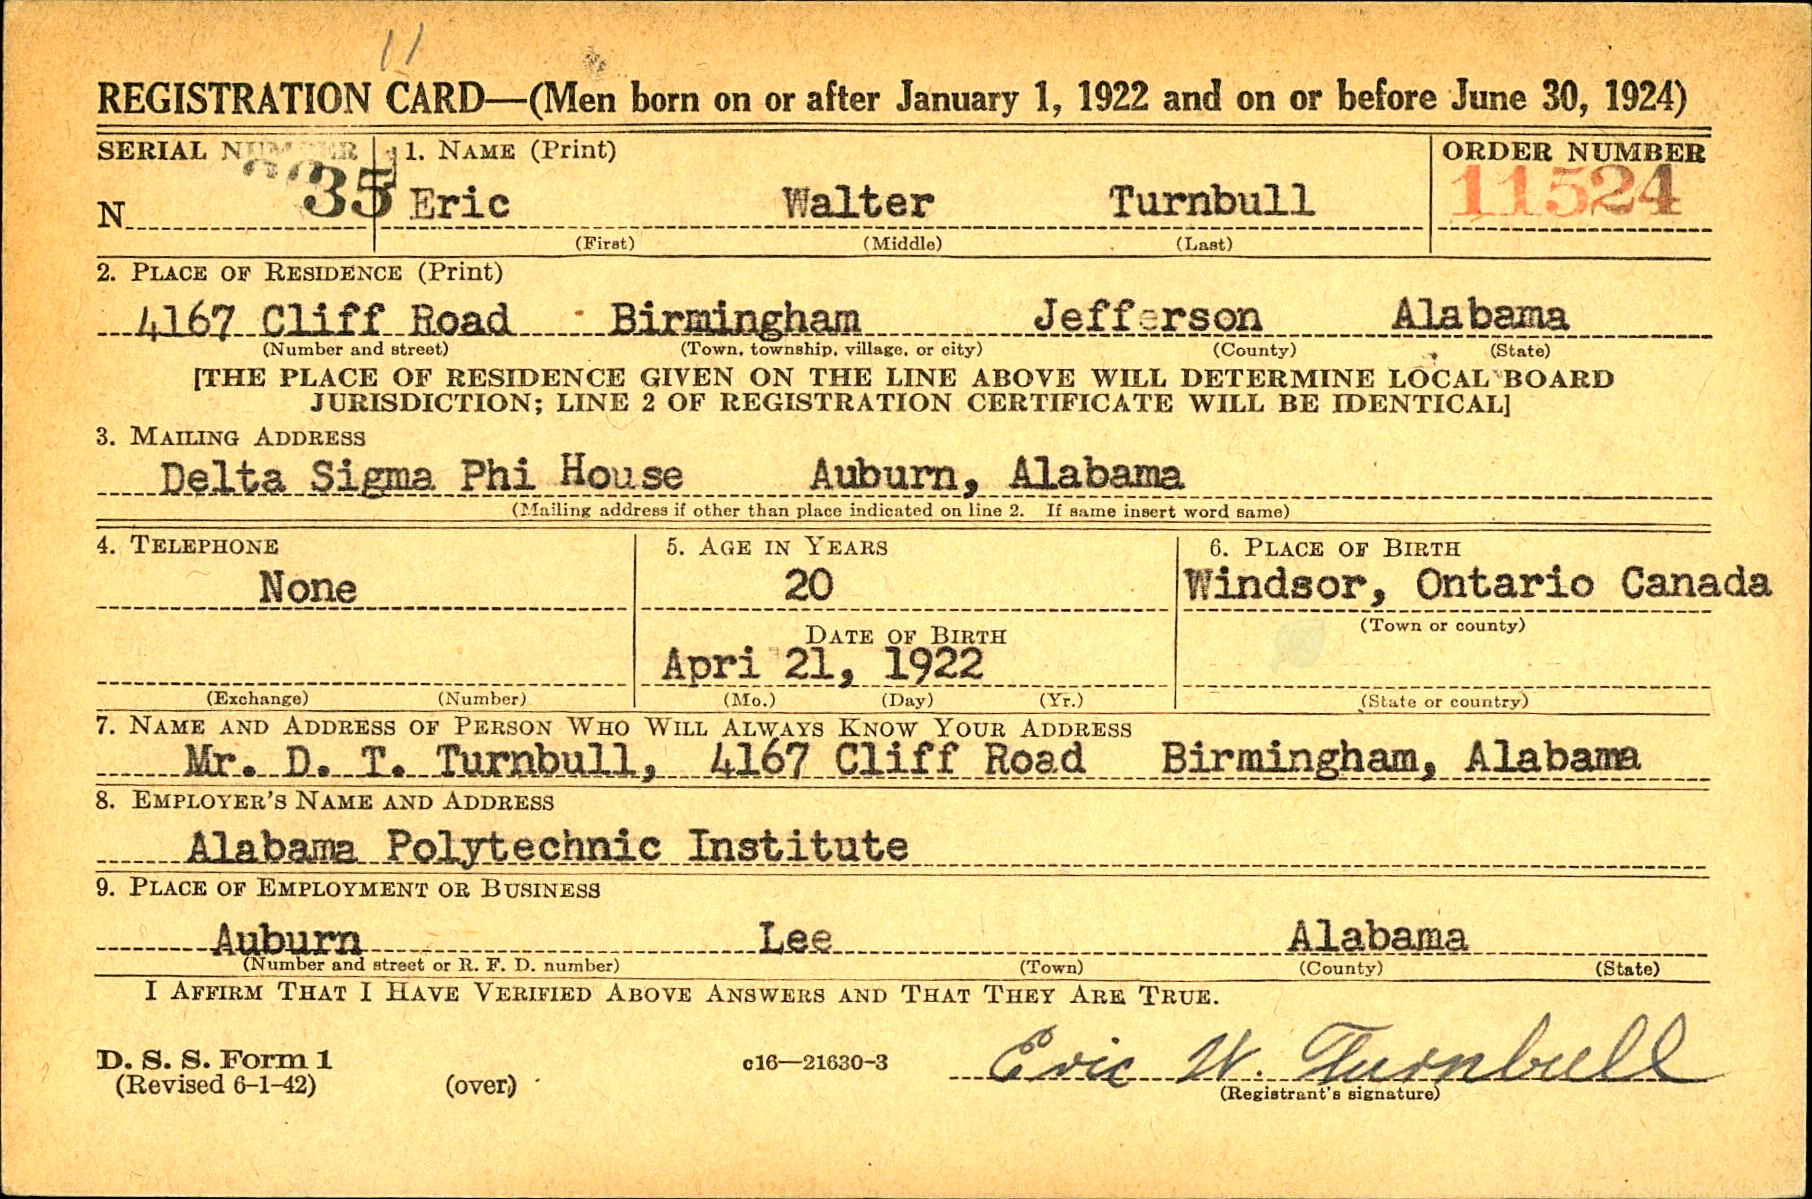 11
REGISTRATION CARD—(Men born on or after January 1, 1922 and on or before June 30, 1924)
SERIAL NUMBER 1. NAME (Print) ORDER NUMBER
N 35 Eric Walter Turnbull 11524
(First) (Middle) (Last)
2. PLACE OF RESIDENCE (Print)
4167 Cliff Road Birmingham Jefferson Alabama
(Number and street) (Town, township, village, or city) (County) (State)
[THE PLACE OF RESIDENCE GIVEN ON THE LINE ABOVE WILL DETERMINE LOCAL BOARD
JURISDICTION; LINE 2 OF REGISTRATION CERTIFICATE WILL BE IDENTICAL]
3. MAILING ADDRESS
Delta Sigma Phi House Auburn, Alabama
(Mailing address if other than place indicated on line 2. If same insert word same)
4. TELEPHONE 5. AGE IN YEARS 6. PLACE OF BIRTH
None 20 Windsor, Ontario Canada
(Town or county)
DATE OF BIRTH
Apri 21, 1922
(Exchange) (Number) (Mo.) (Day) (Yr.) (State or country)
7. NAME AND ADDRESS OF PERSON WHO WILL ALWAYS KNOW YOUR ADDRESS
Mr. D. T. Turnbull, 4167 Cliff Road Birmingham, Alabama
8. EMPLOYER'S NAME AND ADDRESS
Alabama Polytechnic Institute
9. PLACE OF EMPLOYMENT OR BUSINESS
Auburn Lee Alabama
(Number and street or R. F. D. number) (Town) (County) (State)
I AFFIRM THAT I HAVE VERIFIED ABOVE ANSWERS AND THAT THEY ARE TRUE.
D. S. S. Form 1 c16—21630-3 Eric W. Turnbull
(Revised 6-1-42) (over) (Registrant's signature)